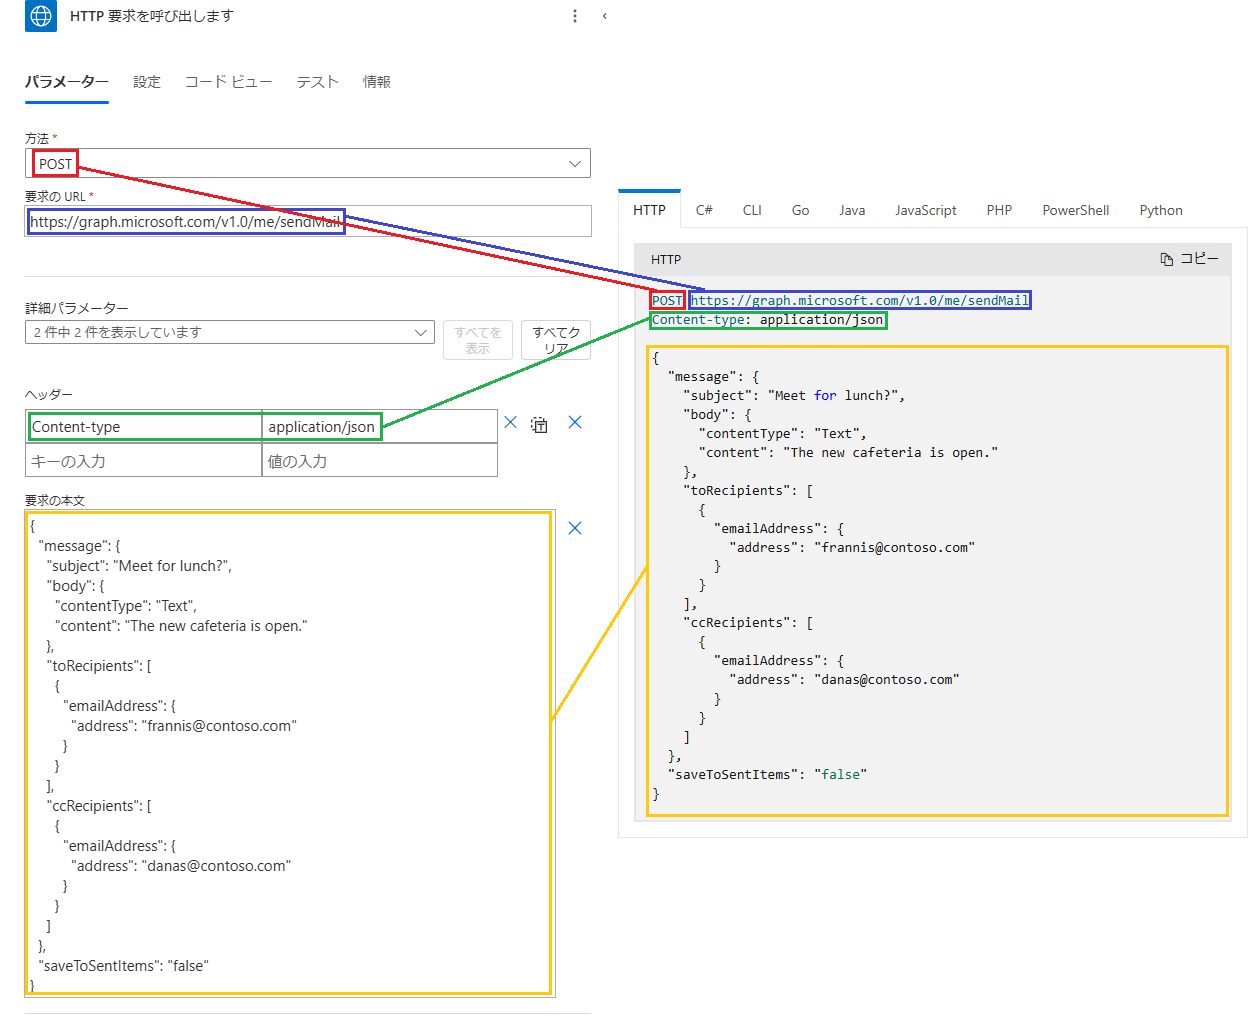 HTTP 要求を呼び出します
パラメーター 設定 コード ビュー テスト 情報
方法 *
POST
要求の URL *
https://graph.microsoft.com/v1.0/me/sendMail
詳細パラメーター
2 件中 2 件を表示しています
すべてを
表示
すべてク
リア
ヘッダー
Content-type application/json
キーの入力 値の入力
要求の本文
{
"message": {
"subject": "Meet for lunch?",
"body": {
"contentType": "Text",
"content": "The new cafeteria is open."
},
"toRecipients": [
{
"emailAddress": {
"address": "frannis@contoso.com"
}
}
],
"ccRecipients": [
{
"emailAddress": {
"address": "danas@contoso.com"
}
}
]
},
"saveToSentItems": "false"
}
HTTP C# CLI Go Java JavaScript PHP PowerShell Python
HTTP コピー
POST https://graph.microsoft.com/v1.0/me/sendMail
Content-type: application/json
{
"message": {
"subject": "Meet for lunch?",
"body": {
"contentType": "Text",
"content": "The new cafeteria is open."
},
"toRecipients": [
{
"emailAddress": {
"address": "frannis@contoso.com"
}
}
],
"ccRecipients": [
{
"emailAddress": {
"address": "danas@contoso.com"
}
}
]
},
"saveToSentItems": "false"
}